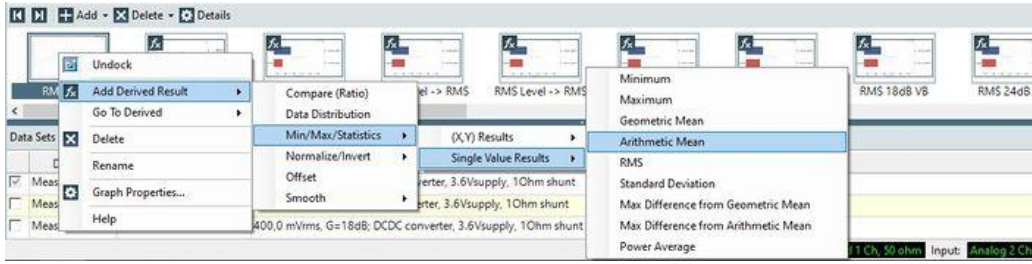 Add Delete Details
Undock
Add Derived Result
Go To Derived
Delete
Rename
Graph Properties...
Help
Compare (Ratio)
Data Distribution
Min/Max/Statistics
Normalize/Invert
Offset
Smooth
(X,Y) Results
Single Value Results
Minimum
Maximum
Geometric Mean
Arithmetic Mean
RMS
Standard Deviation
Max Difference from Geometric Mean
Max Difference from Arithmetic Mean
Power Average
-> RMS
RMS Level -> RMS
RMS 18dB VB
RMS 24dB
Data Sets
Meas
verter, 3.6Vsupply, 1Ohm shunt
Meas
erter, 3.6Vsupply, 1Ohm shunt
Meas
400,0 mVrms, G=18dB; DCDC converter, 3.6Vsupply, 1Ohm shunt
1 Ch, 50 ohm Input: Analog 2 Ch